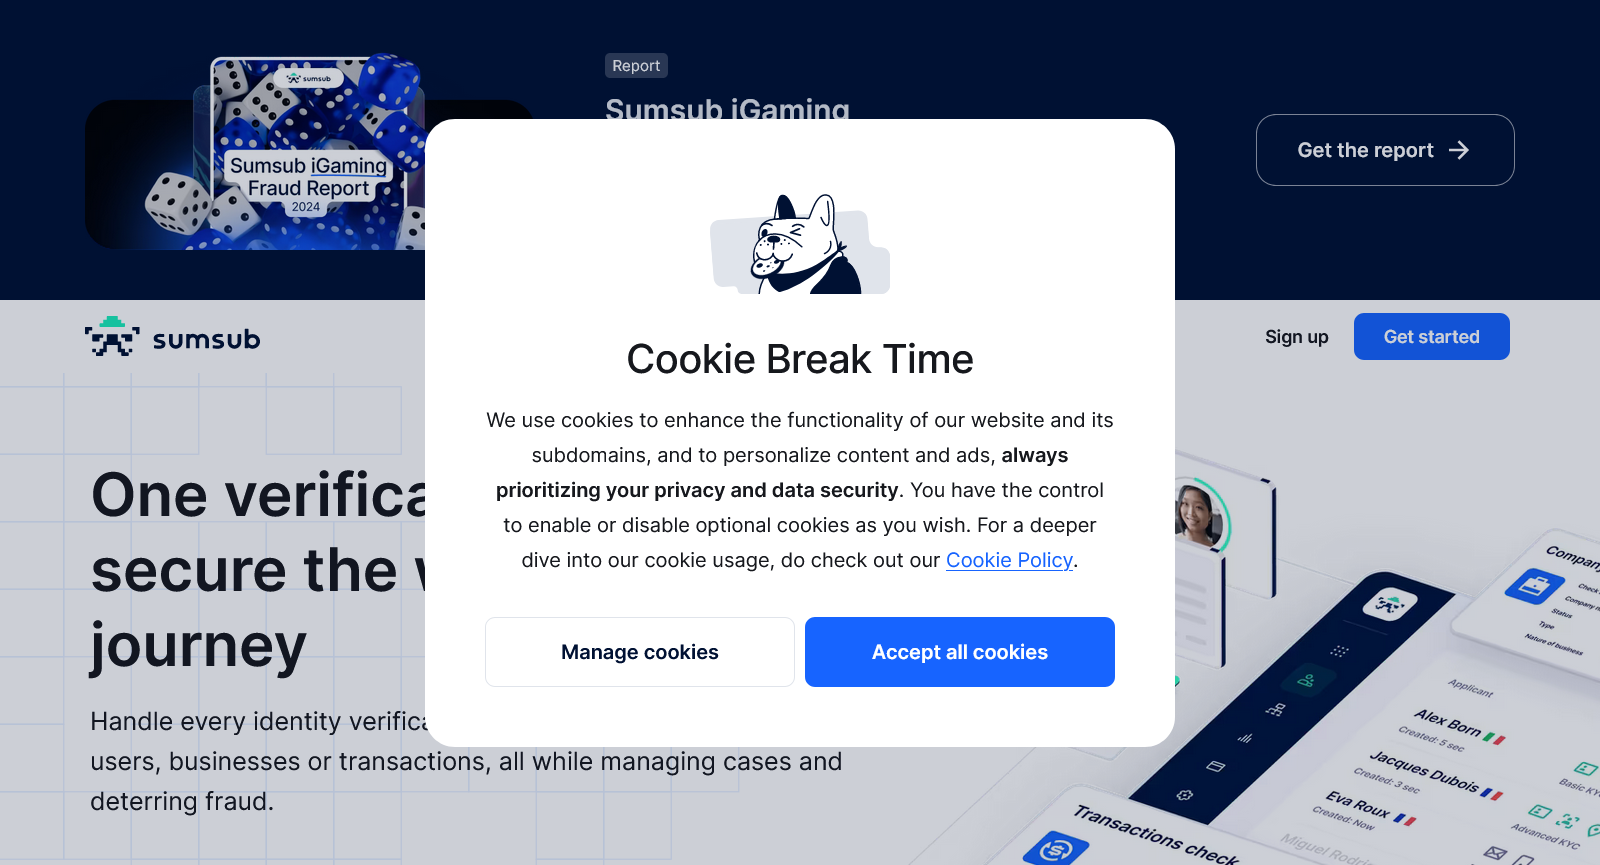 Report
Sumsub iGaming
sumsub
Sumsub iGaming
Fraud Report
2024
Get the report
sumsub
Sign up
Get started
Cookie Break Time
We use cookies to enhance the functionality of our website and its
subdomains, and to personalize content and ads, always
prioritizing your privacy and data security. You have the control
to enable or disable optional cookies as you wish. For a deeper
dive into our cookie usage, do check out our Cookie Policy.
Manage cookies
Accept all cookies
One
secure the
journey
Handle every identity
users, businesses or transactions, all while managing cases and
deterring fraud.
Company
Check
Company
Status
Type
Nature of business
Applicant
Alex Born
Created: 5 sec
Jacques Dubois
Created: 3 sec
Basic KYC
Eva Roux
Created: Now
Advanced KYC
Miguel
Transactions check